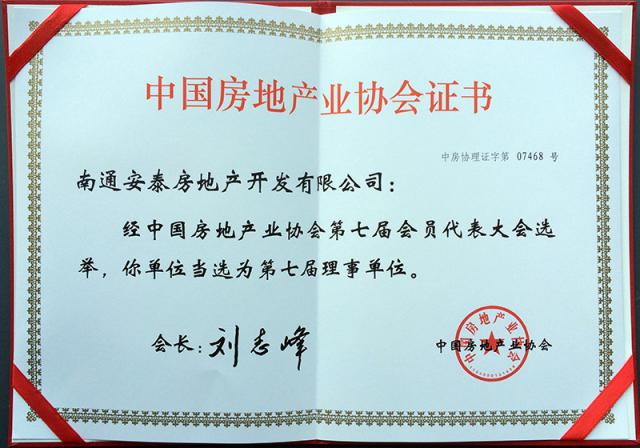 中国房地产业协会证书
中房协理证字第 07468 号
南通安泰房地产开发有限公司：
经中国房地产业协会第七届会员代表大会选
举，你单位当选为第七届理事单位。
会长：刘志峰
中国房地产业协会
中国房地产业协会